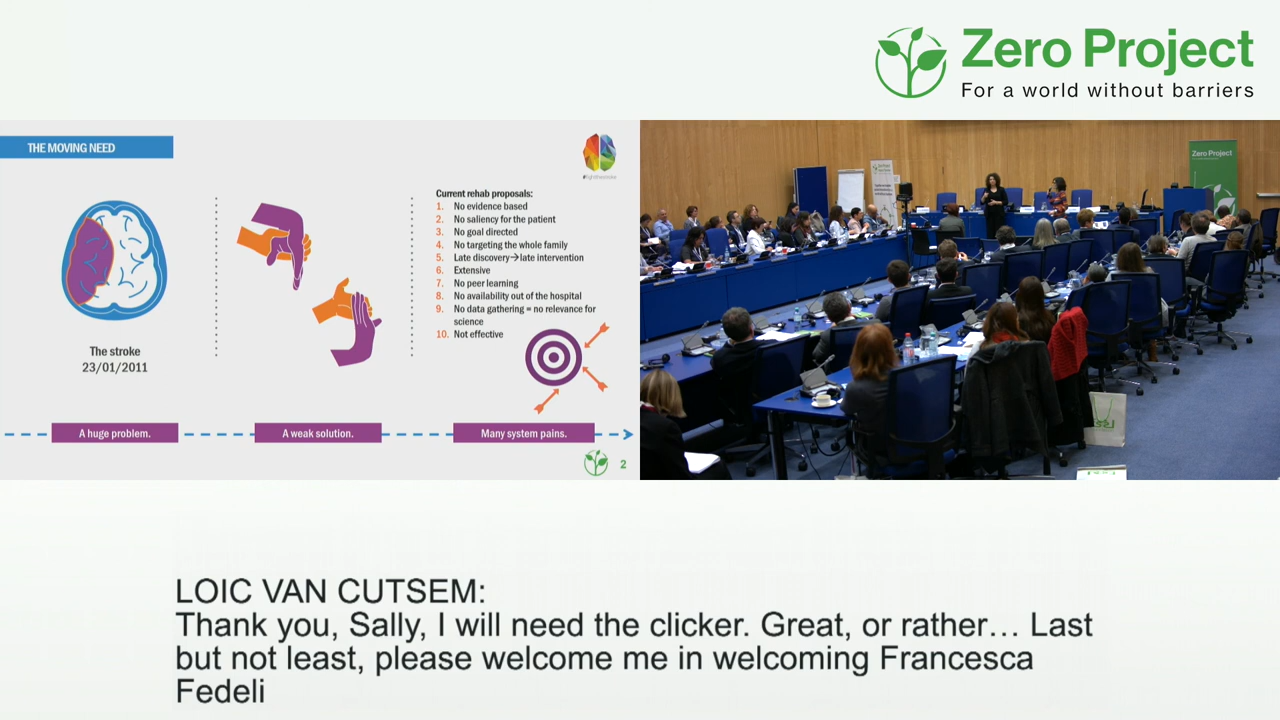 Zero Project
For a world without barriers
THE MOVING NEED
#fightthestroke
Current rehab proposals:
1. No evidence based
2. No saliency for the patient
3. No goal directed
4. No targeting the whole family
5. Late discovery→late intervention
6. Extensive
7. No peer learning
8. No availability out of the hospital
9. No data gathering = no relevance for
science
10. Not effective
The stroke
23/01/2011
A huge problem.
A weak solution.
Many system pains.
2
Zero Project
LOIC VAN CUTSEM:
Thank you, Sally, I will need the clicker. Great, or rather… Last
but not least, please welcome me in welcoming Francesca
Fedeli